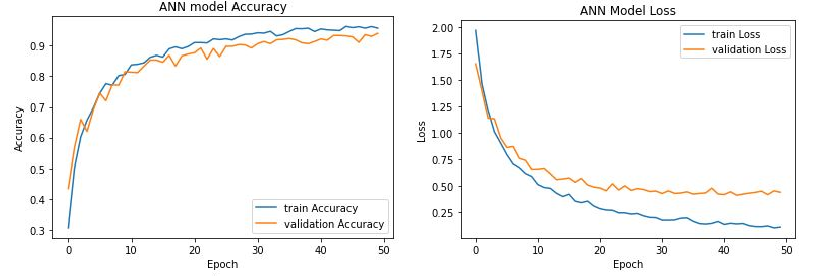 ANN model Accuracy
Accuracy
0.9
0.8
0.7
0.6
0.5
0.4
0.3
train Accuracy
validation Accuracy
0
10
20
30
40
50
Epoch
ANN Model Loss
Loss
2.00
1.75
1.50
1.25
1.00
0.75
0.50
0.25
train Loss
validation Loss
0
10
20
30
40
50
Epoch